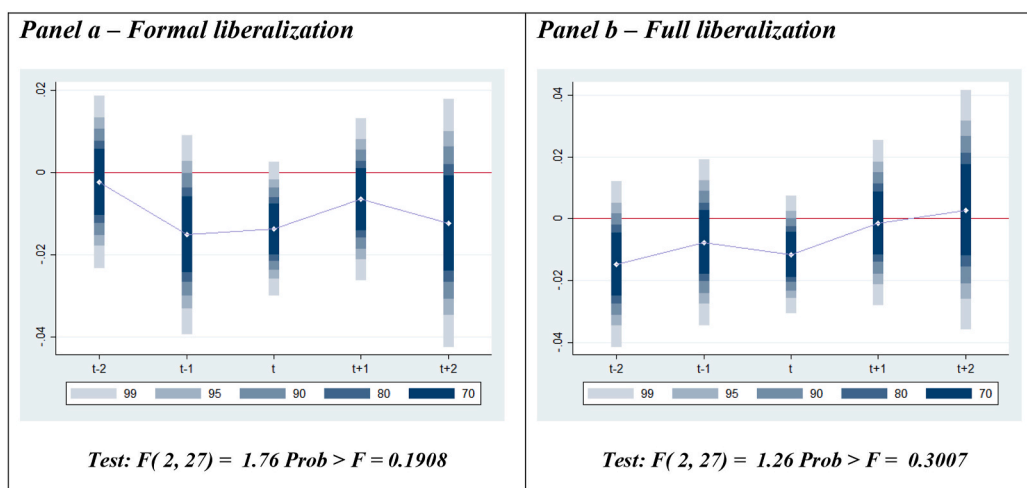 Panel a – Formal liberalization
.02
0
-.02
-.04
t-2 t-1 t t+1 t+2
99 95 90 80 70
Test: F( 2, 27) = 1.76 Prob > F = 0.1908
Panel b – Full liberalization
.04
.02
0
-.02
-.04
t-2 t-1 t t+1 t+2
99 95 90 80 70
Test: F( 2, 27) = 1.26 Prob > F = 0.3007